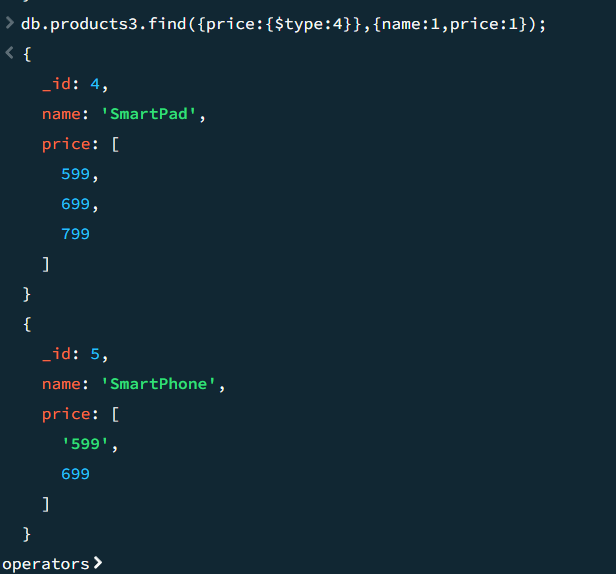 > db.products3.find({price:{$type:4}},{name:1,price:1});
< {
_id: 4,
name: 'SmartPad',
price: [
599,
699,
799
]
}
{
_id: 5,
name: 'SmartPhone',
price: [
'599',
699
]
}
operators>